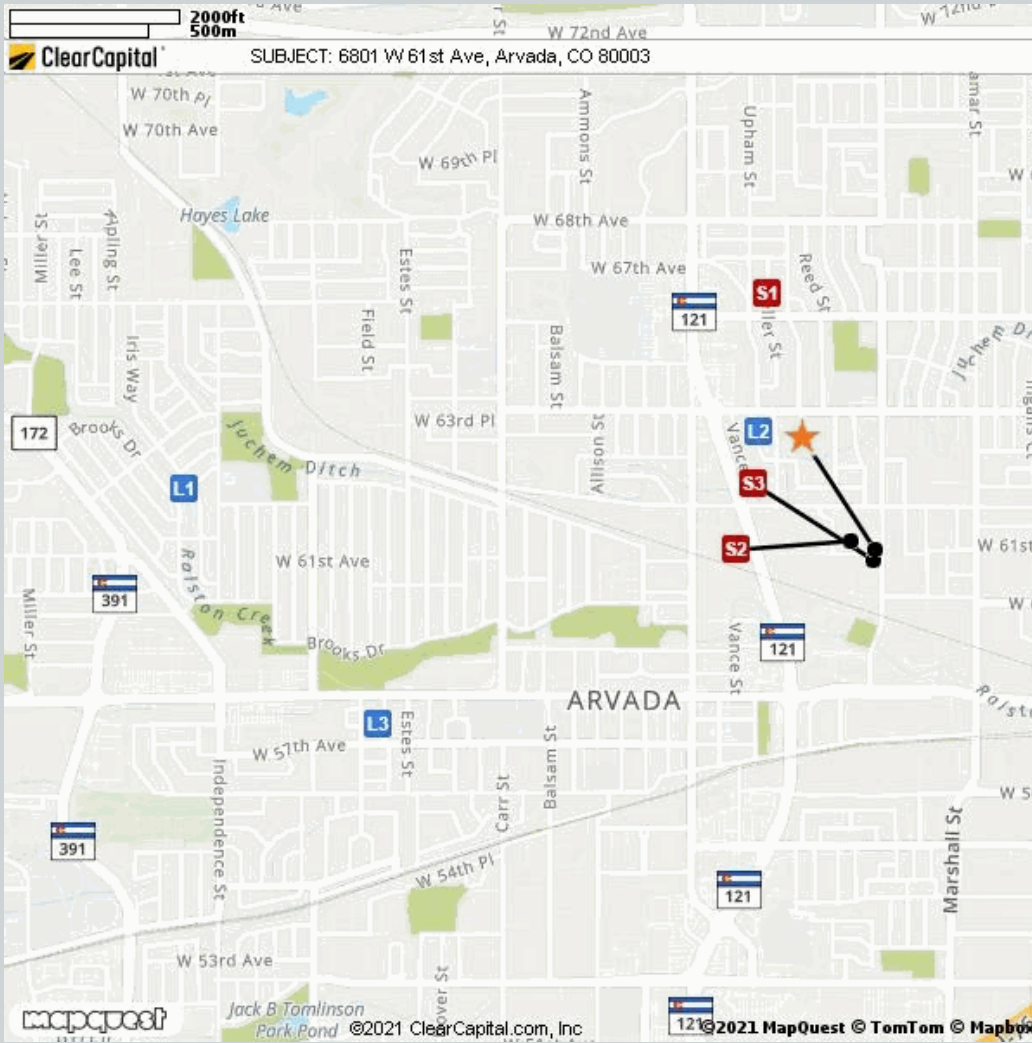 2000ft
500m
W 72nd Ave
ClearCapital
SUBJECT: 6801 W 61st Ave, Arvada, CO 80003
W 70th Pl
W 70th Ave
Ammons St
Upham St
W 69th Pl
Hayes Lake
W 68th Ave
Miller St
Lee St
Apling St
Estes St
W 67th Ave
Reed St
S1
121
Field St
Balsam St
Iris Way
Juchem
W 63rd Pl
172
Brooks Dr
Juchem Ditch
Allison St
Vance
L2
S3
L1
S2
W 61st Ave
W 61st
391
Ralston Creek
Miller St
Brooks Dr
Vance St
121
ARVADA
L3
Estes St
W 57th Ave
Balsam St
Independence St
Carr St
391
W 54th Pl
121
Marshall St
W 53rd Ave
Jack B Tomlinson
Park Pond
mapquest
©2021 ClearCapital.com, Inc
121
©2021 MapQuest © TomTom © Mapbox